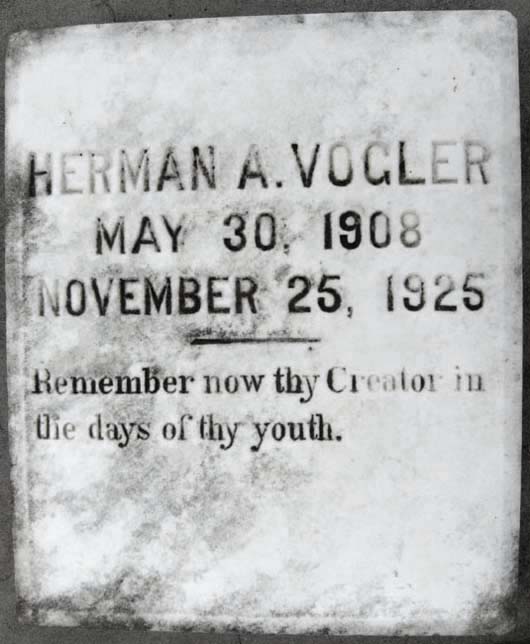 HERMAN A. VOGLER
MAY 30, 1908
NOVEMBER 25, 1925
Remember now thy Creator in
the days of thy youth.